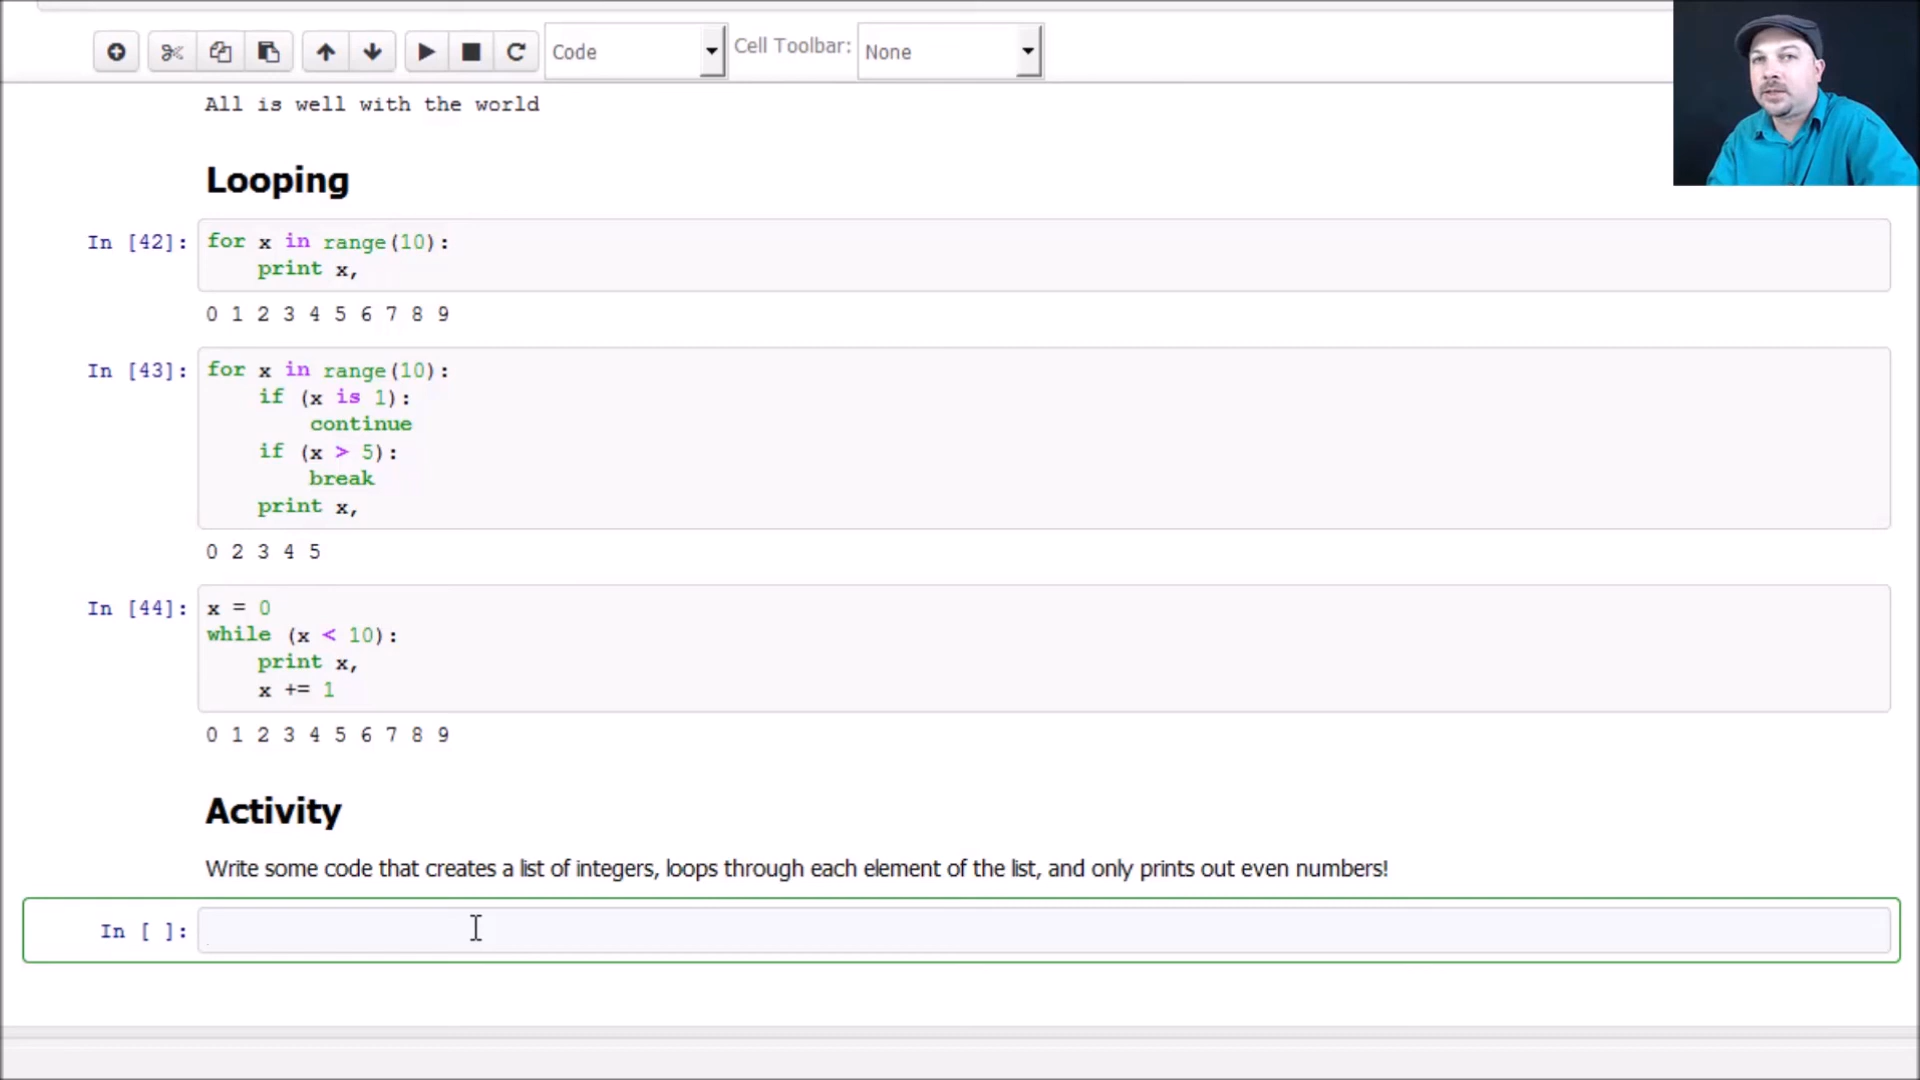 Code
Cell Toolbar:
None
All is well with the world
Looping
In [42]:
for x in range(10):
    print x,
0 1 2 3 4 5 6 7 8 9
In [43]:
for x in range(10):
    if (x is 1):
        continue
    if (x > 5):
        break
    print x,
0 2 3 4 5
In [44]:
x = 0
while (x < 10):
    print x,
    x += 1
0 1 2 3 4 5 6 7 8 9
Activity
Write some code that creates a list of integers, loops through each element of the list, and only prints out even numbers!
In [ ]: